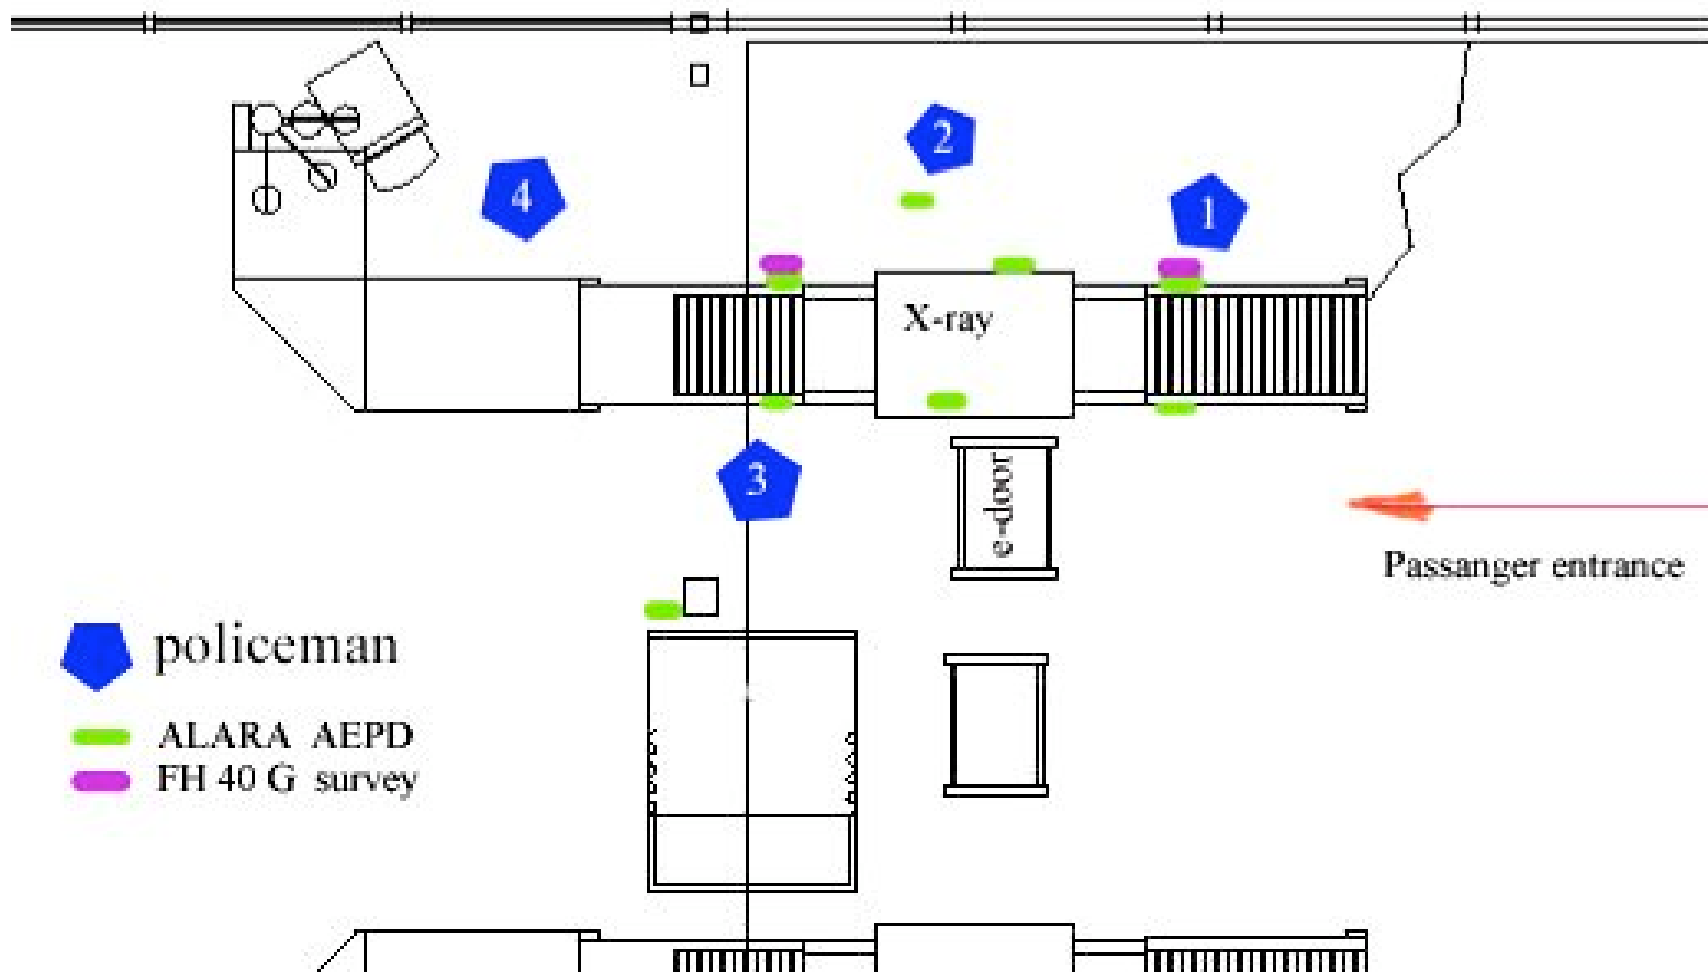 2
4
1
X-ray
3
e-door
Passanger entrance
policeman
ALARA AEPD
FH 40 G survey